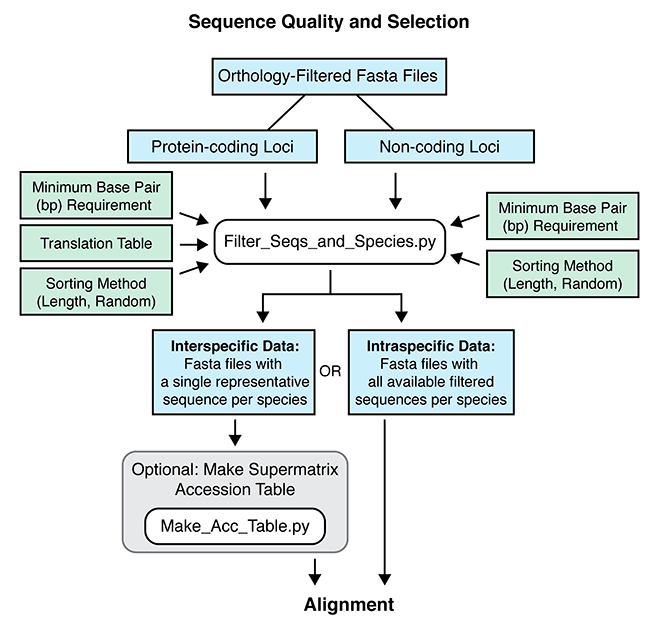 Sequence Quality and Selection
Orthology-Filtered Fasta Files
Protein-coding Loci
Non-coding Loci
Minimum Base Pair
(bp) Requirement
Translation Table
Sorting Method
(Length, Random)
Filter_Seqs_and_Species.py
Minimum Base Pair
(bp) Requirement
Sorting Method
(Length, Random)
Interspecific Data:
Fasta files with
a single representative
sequence per species
OR
Intraspecific Data:
Fasta files with
all available filtered
sequences per species
Optional: Make Supermatrix
Accession Table
Make_Acc_Table.py
Alignment